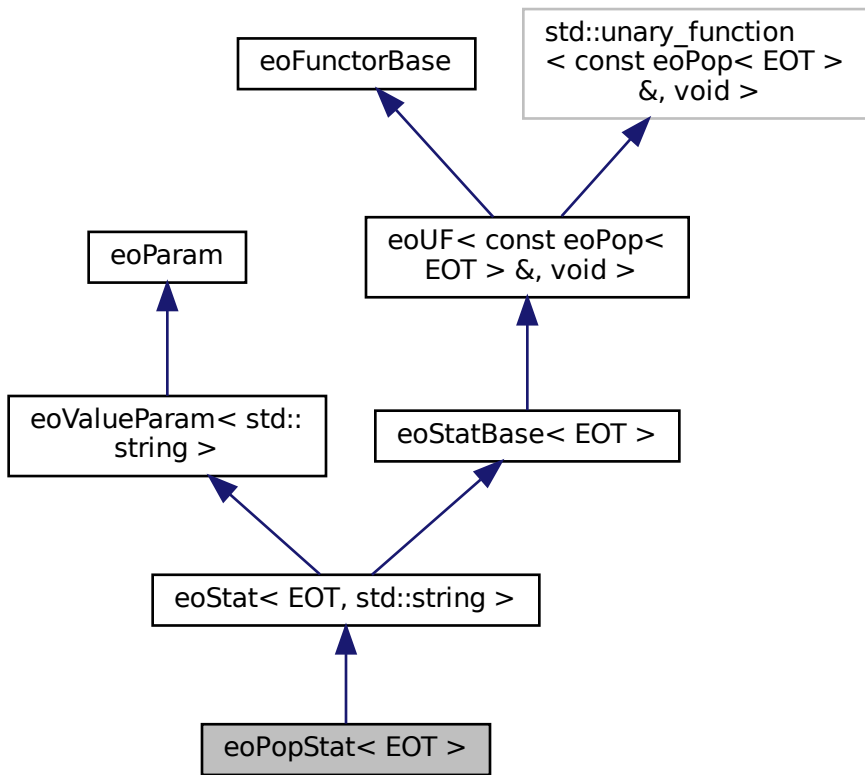 std::unary_function
< const eoPop< EOT >
&, void >
eoFunctorBase
eoUF< const eoPop<
EOT > &, void >
eoParam
eoValueParam< std::
string >
eoStatBase< EOT >
eoStat< EOT, std::string >
eoPopStat< EOT >